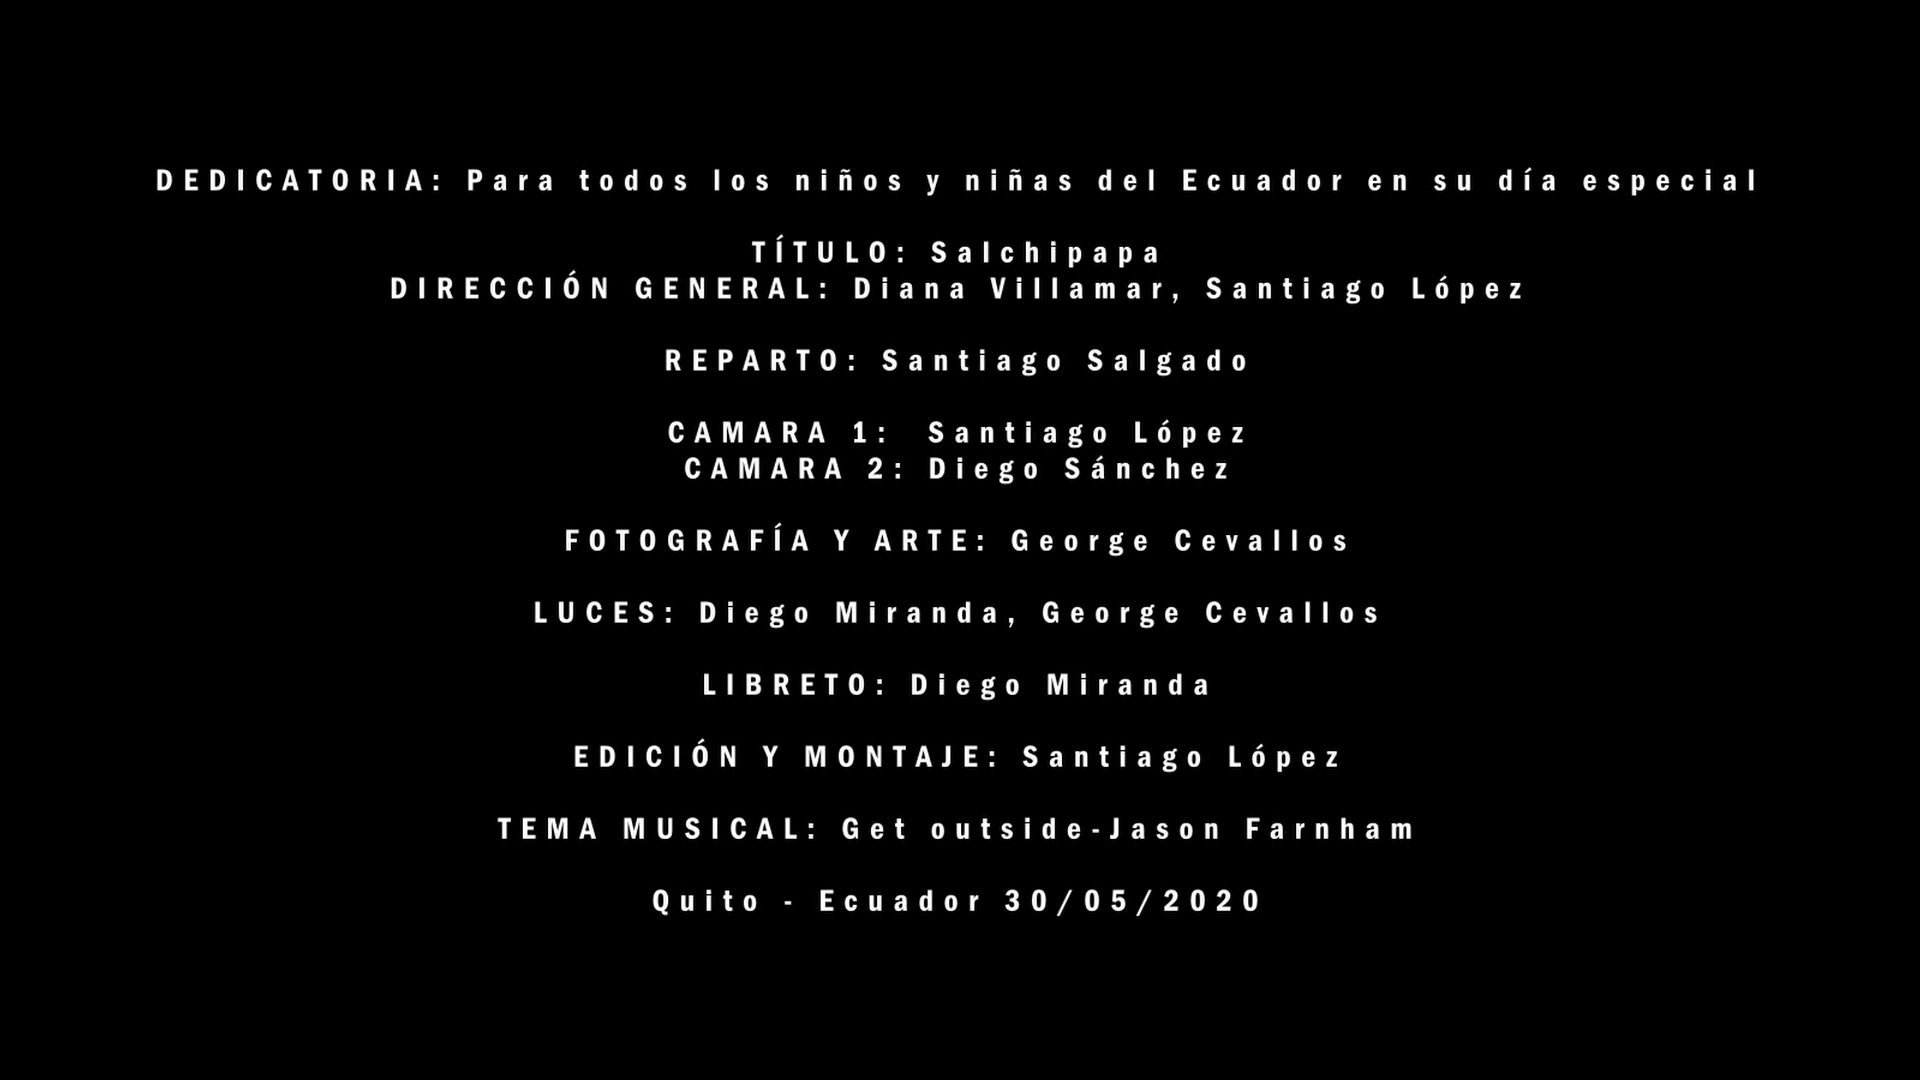 DEDICATORIA: Para todos los niños y niñas del Ecuador en su día especial
TÍTULO: Salchipapa
DIRECCIÓN GENERAL: Diana Villamar, Santiago López
REPARTO: Santiago Salgado
CAMARA 1: Santiago López
CAMARA 2: Diego Sánchez
FOTOGRAFÍA Y ARTE: George Cevallos
LUCES: Diego Miranda, George Cevallos
LIBRETO: Diego Miranda
EDICIÓN Y MONTAJE: Santiago López
TEMA MUSICAL: Get outside-Jason Farnham
Quito - Ecuador 30/05/2020